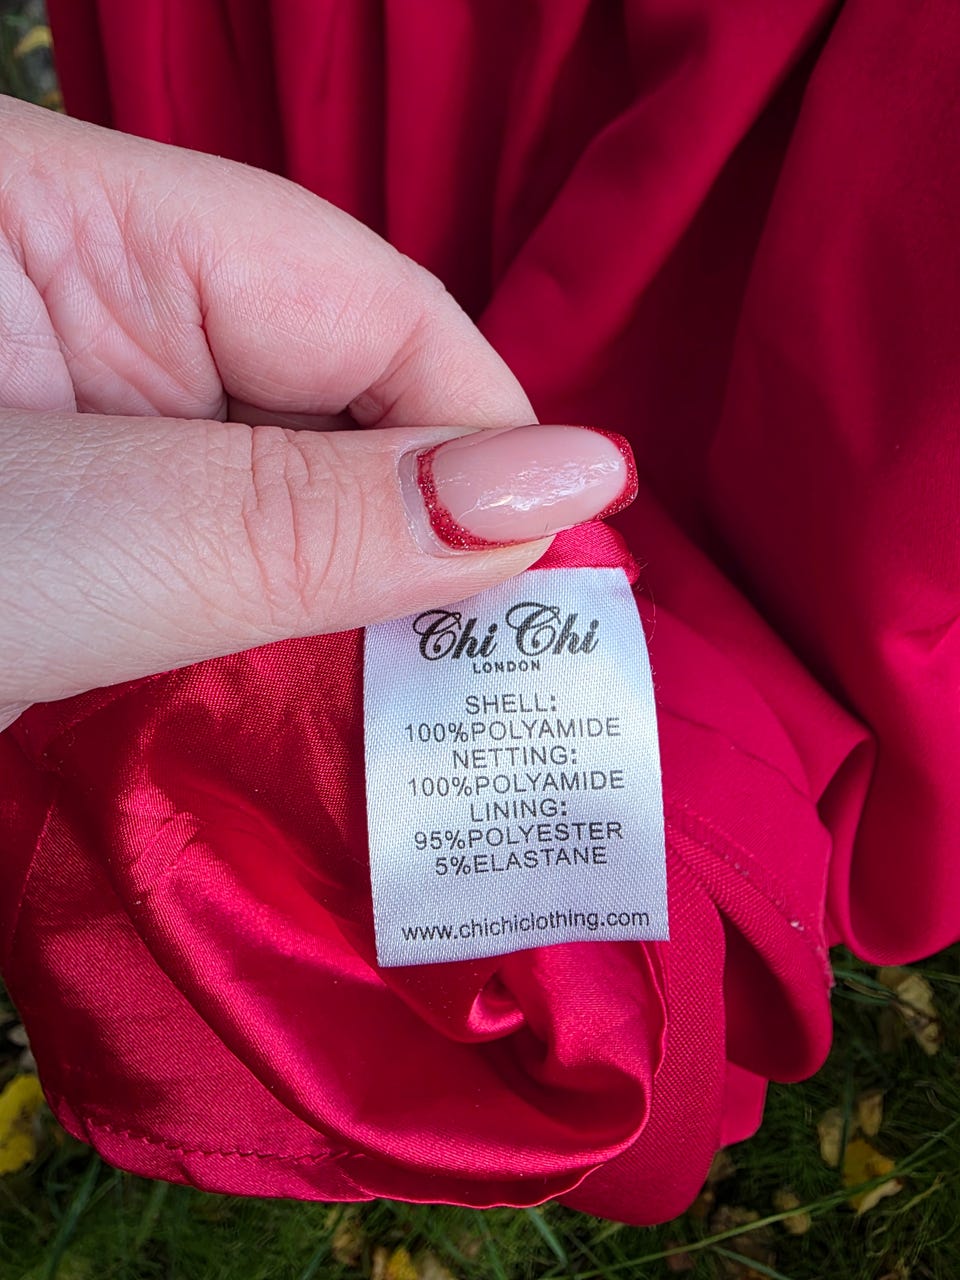 Chi Chi
LONDON
SHELL:
100%POLYAMIDE
NETTING:
100%POLYAMIDE
LINING:
95%POLYESTER
5%ELASTANE
www.chichiclothing.com